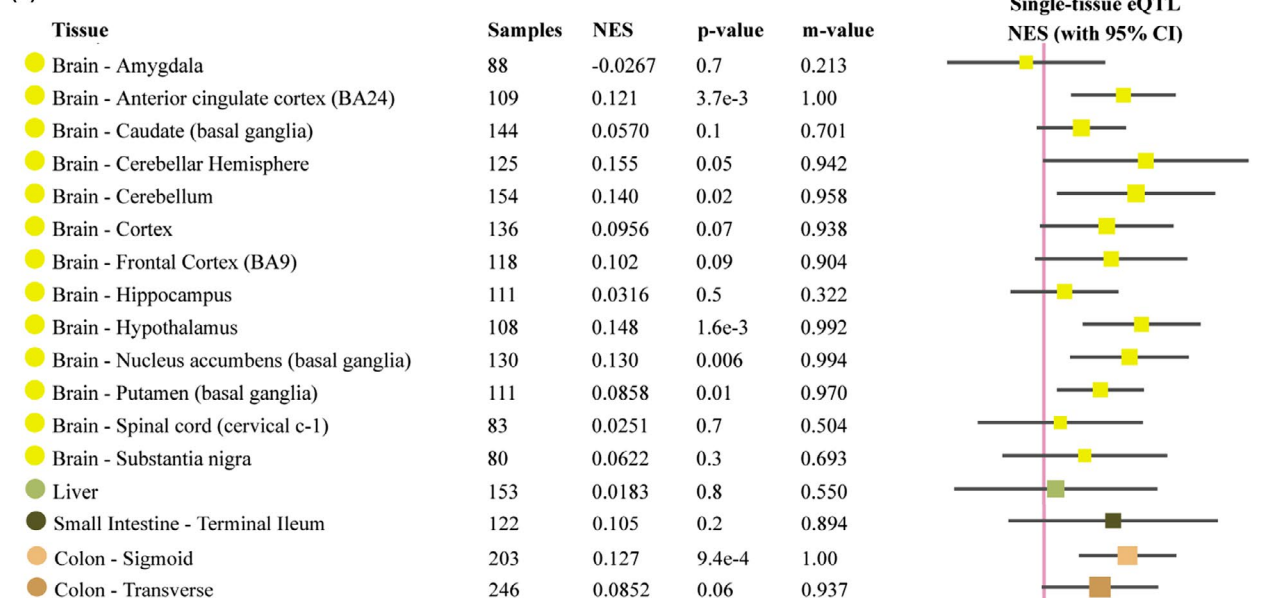 Single-tissue eQTL
Tissue Samples NES p-value m-value NES (with 95% CI)
Brain - Amygdala 88 -0.0267 0.7 0.213
Brain - Anterior cingulate cortex (BA24) 109 0.121 3.7e-3 1.00
Brain - Caudate (basal ganglia) 144 0.0570 0.1 0.701
Brain - Cerebellar Hemisphere 125 0.155 0.05 0.942
Brain - Cerebellum 154 0.140 0.02 0.958
Brain - Cortex 136 0.0956 0.07 0.938
Brain - Frontal Cortex (BA9) 118 0.102 0.09 0.904
Brain - Hippocampus 111 0.0316 0.5 0.322
Brain - Hypothalamus 108 0.148 1.6e-3 0.992
Brain - Nucleus accumbens (basal ganglia) 130 0.130 0.006 0.994
Brain - Putamen (basal ganglia) 111 0.0858 0.01 0.970
Brain - Spinal cord (cervical c-1) 83 0.0251 0.7 0.504
Brain - Substantia nigra 80 0.0622 0.3 0.693
Liver 153 0.0183 0.8 0.550
Small Intestine - Terminal Ileum 122 0.105 0.2 0.894
Colon - Sigmoid 203 0.127 9.4e-4 1.00
Colon - Transverse 246 0.0852 0.06 0.937